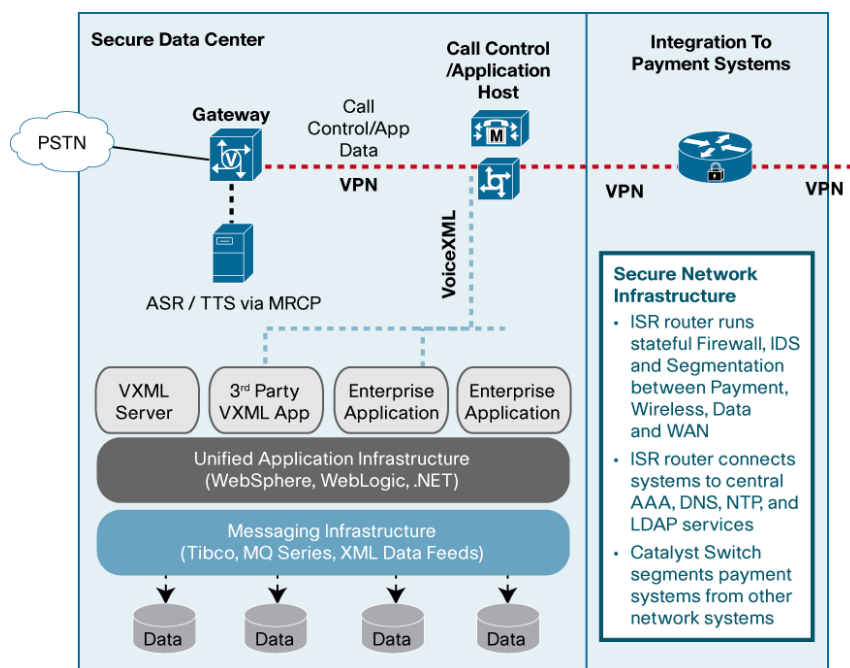 Secure Data Center
Call Control
/Application
Host
Integration To
Payment Systems
PSTN
Gateway
V
Call
Control/App
Data
M
VPN
VPN
VPN
VoiceXML
ASR / TTS via MRCP
VXML
Server
3rd Party
VXML App
Enterprise
Application
Enterprise
Application
Unified Application Infrastructure
(WebSphere, WebLogic, .NET)
Messaging Infrastructure
(Tibco, MQ Series, XML Data Feeds)
Data
Data
Data
Data
Secure Network
Infrastructure
• ISR router runs
stateful Firewall, IDS
and Segmentation
between Payment,
Wireless, Data
and WAN
• ISR router connects
systems to central
AAA, DNS, NTP, and
LDAP services
• Catalyst Switch
segments payment
systems from other
network systems